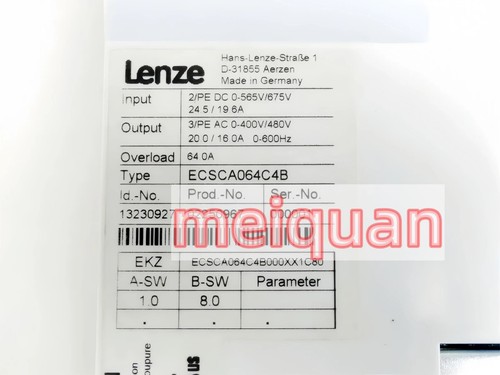 Lenze
Hans-Lenze-Straße 1
D-31855 Aerzen
Made in Germany
Input 2/PE DC 0-565V/675V
24.5 / 19.6A
Output 3/PE AC 0-400V/480V
20.0 / 16.0A 0-600Hz
Overload 64.0A
Type ECSCA064C4B
Id.-No. Prod.-No. Ser.-No.
13230927
meiquan
EKZ ECSCA064C4B000XX1C80
A-SW B-SW Parameter
1.0 8.0
. . .